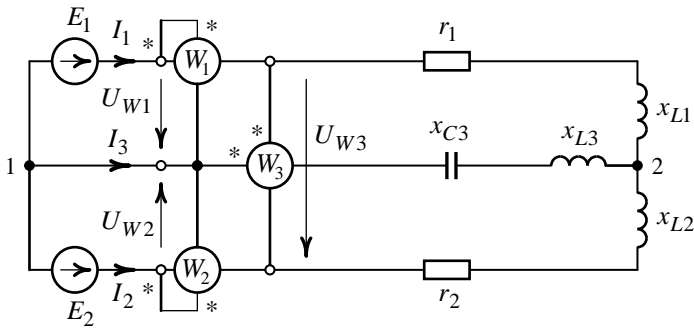 E1 I1 * * r1
W1
UW1 UW3 xC3 xL3 xL1
I3 * *
1 W3 2
UW2 xL2
W2
E2 I2 * * r2